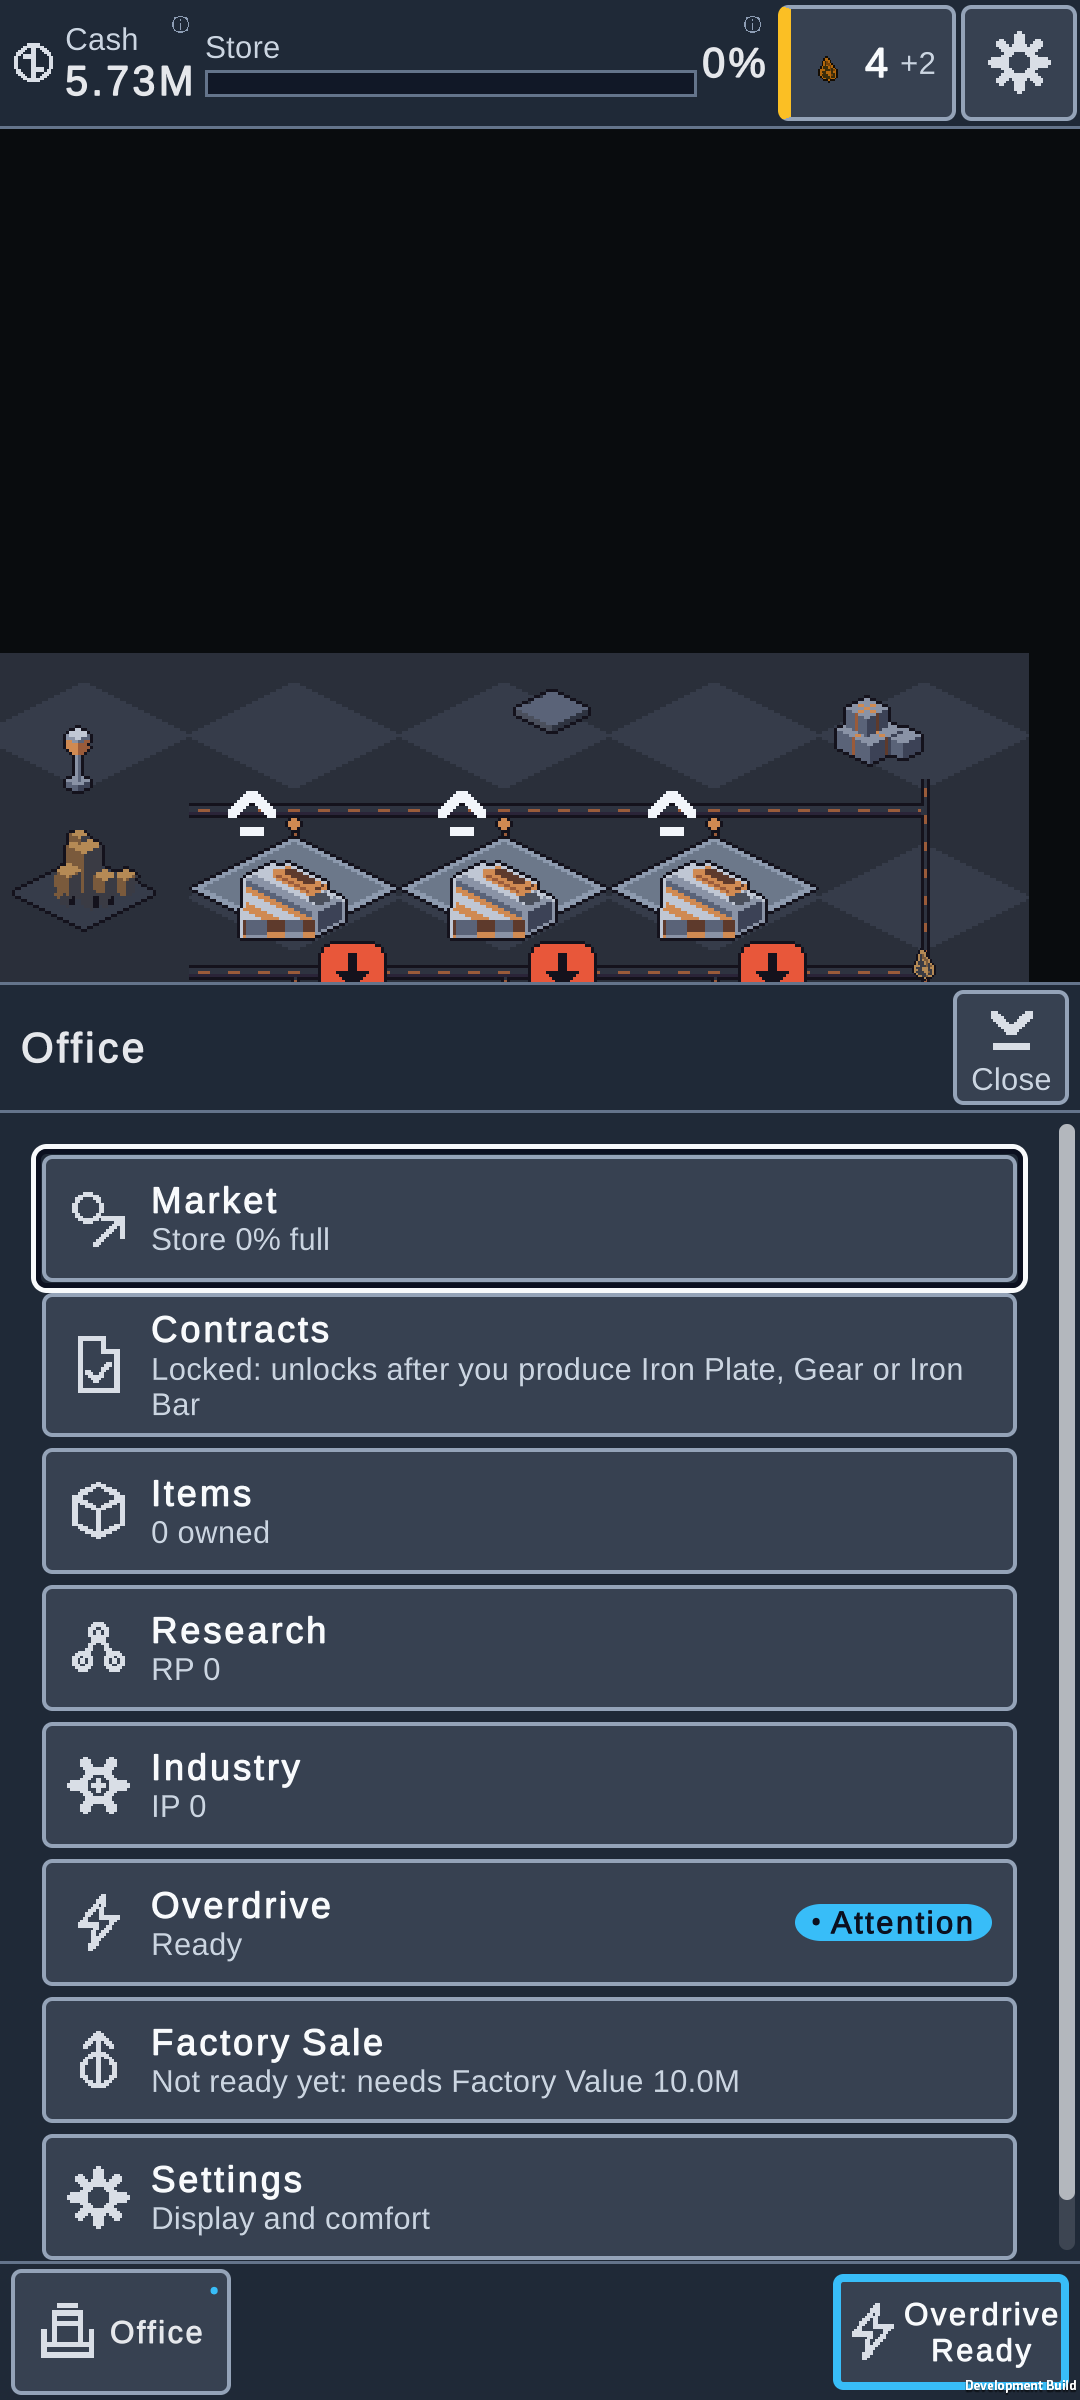 Cash
5.73M
Store
0%
4 +2
Office
Close
Market
Store 0% full
Contracts
Locked: unlocks after you produce Iron Plate, Gear or Iron
Bar
Items
0 owned
Research
RP 0
Industry
IP 0
Overdrive
Ready
• Attention
Factory Sale
Not ready yet: needs Factory Value 10.0M
Settings
Display and comfort
Office
Overdrive
Ready
Development Build